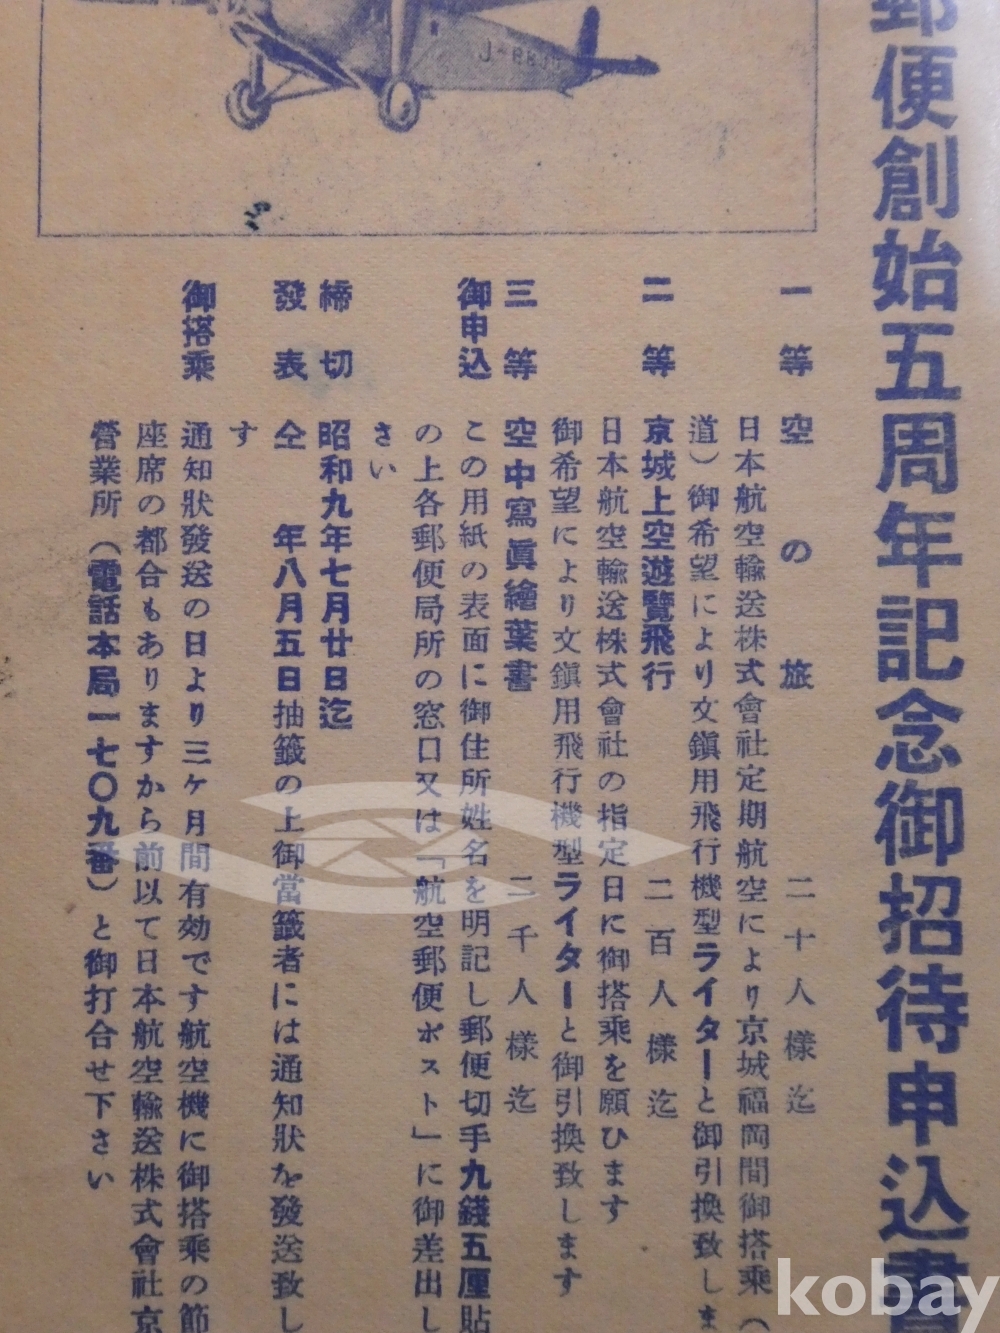 郵便創始五周年記念御招待申込書
一等 空の旅 二十人樣迄
日本航空輸送株式會社定期航空により京城福岡間御搭乘（
道）御希望により文鎭用飛行機型ライターと御引換致しま
二等 京城上空遊覽飛行 二百人樣迄
日本航空輸送株式會社の指定日に御搭乘を願ひます
御希望により文鎭用飛行機型ライターと御引換致します
三等 空中寫眞繪葉書 二千人樣迄
御申込 この用紙の表面に御住所姓名を明記し郵便切手九錢五厘貼
の上各郵便局所の窓口又は「航空郵便ポスト」に御差出し
さい
締切 昭和九年七月廿日迄
發表 仝 年八月五日抽籤の上御當籤者には通知狀を發送致し
す
御搭乘 通知狀發送の日より三ケ月間有効です航空機に御搭乘の節
座席の都合もありますから前以て日本航空輸送株式會社京
營業所（電話本局一七〇九番）と御打合せ下さい
kobay